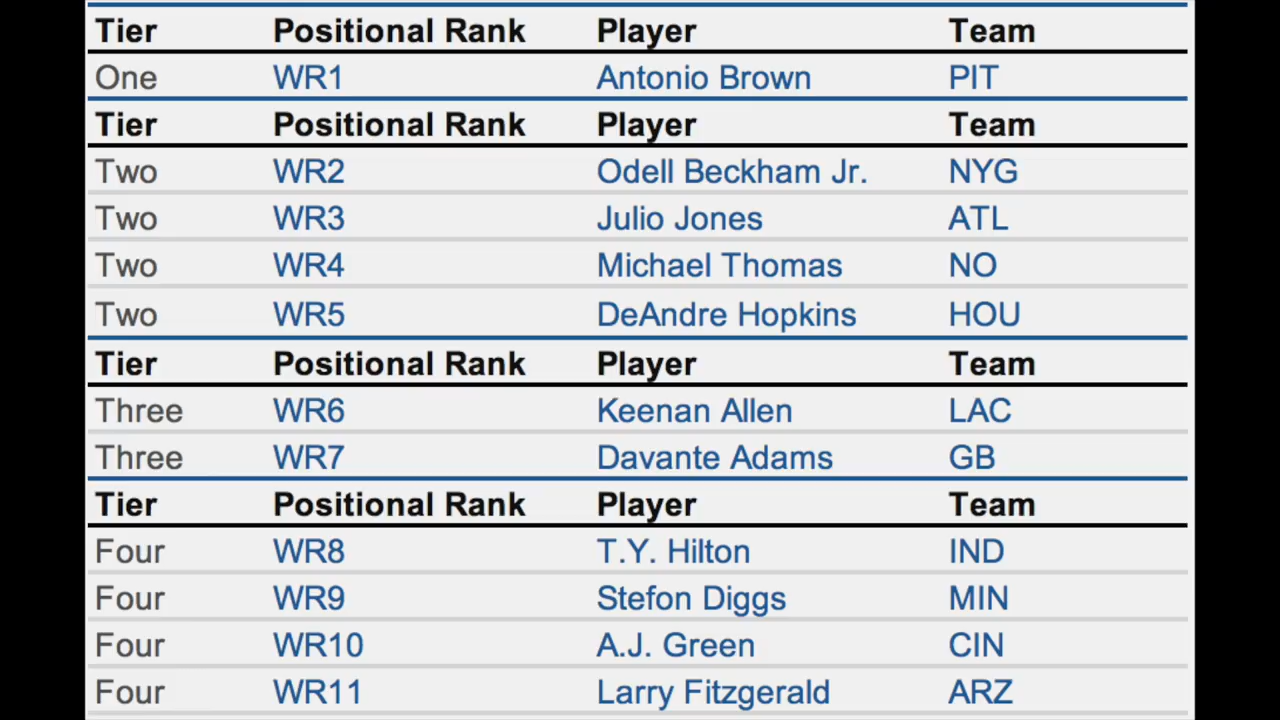 Tier Positional Rank Player Team
One WR1 Antonio Brown PIT
Tier Positional Rank Player Team
Two WR2 Odell Beckham Jr. NYG
Two WR3 Julio Jones ATL
Two WR4 Michael Thomas NO
Two WR5 DeAndre Hopkins HOU
Tier Positional Rank Player Team
Three WR6 Keenan Allen LAC
Three WR7 Davante Adams GB
Tier Positional Rank Player Team
Four WR8 T.Y. Hilton IND
Four WR9 Stefon Diggs MIN
Four WR10 A.J. Green CIN
Four WR11 Larry Fitzgerald ARZ